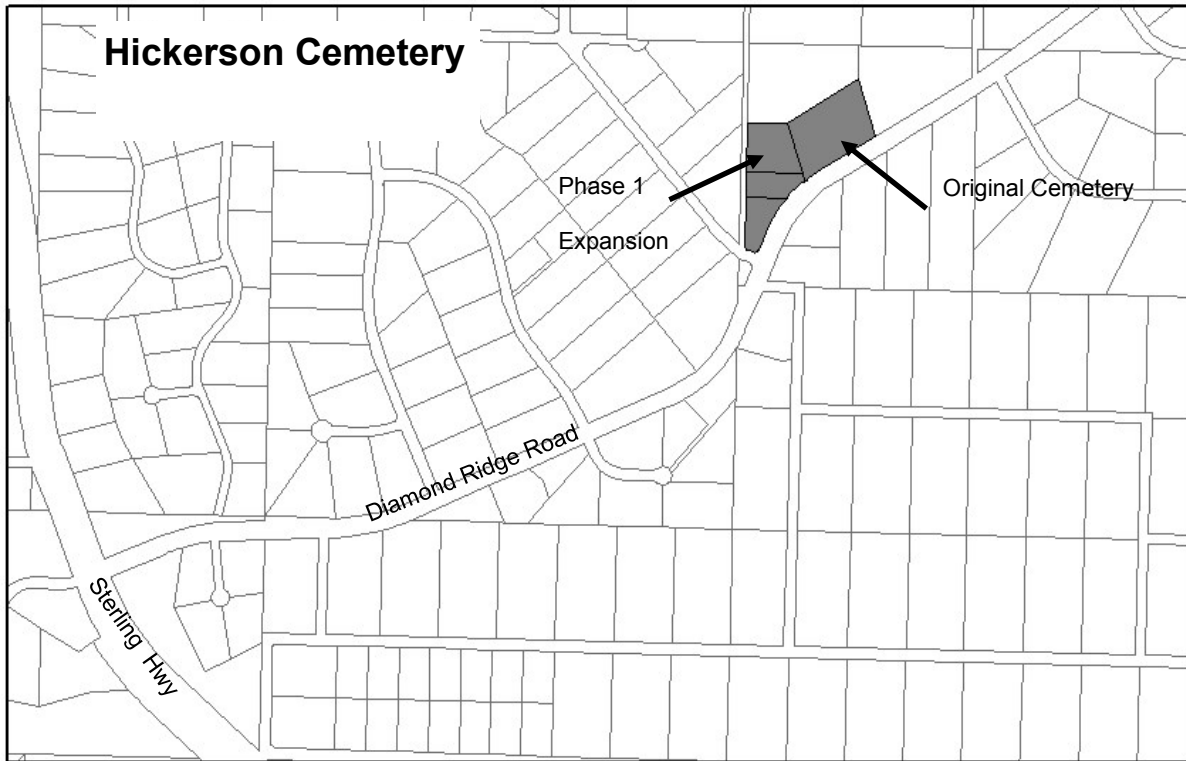 Hickerson Cemetery
Phase 1
Expansion
Original Cemetery
Diamond Ridge Road
Sterling Hwy